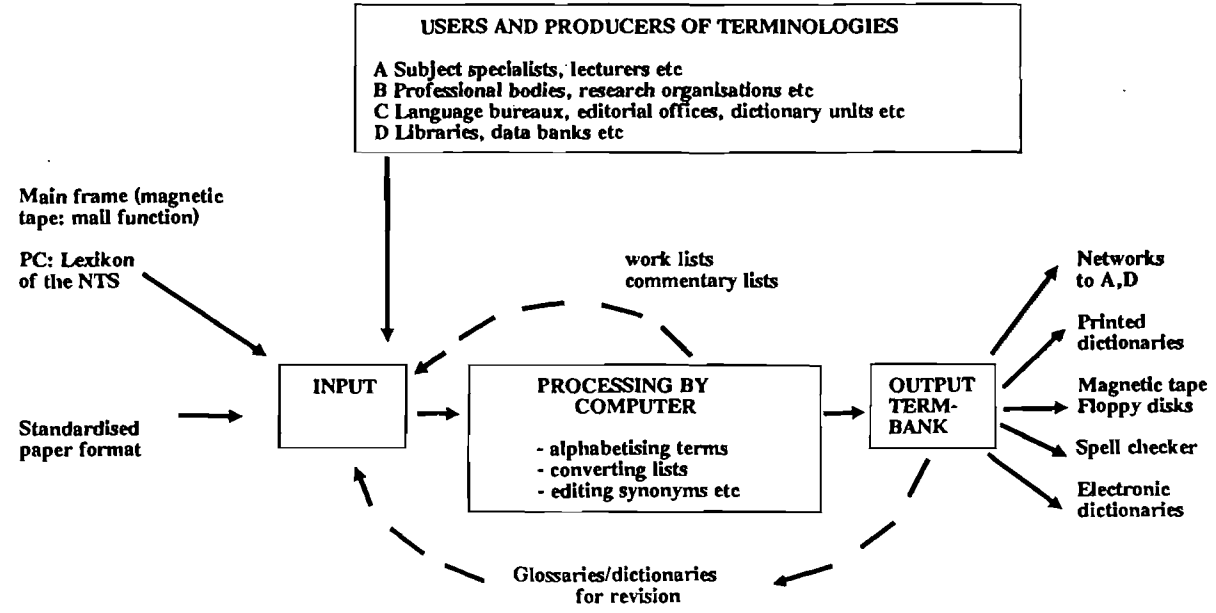 USERS AND PRODUCERS OF TERMINOLOGIES
A Subject specialists, lecturers etc
B Professional bodies, research organisations etc
C Language bureaux, editorial offices, dictionary units etc
D Libraries, data banks etc
Main frame (magnetic
tape: mail function)
PC: Lexikon
of the NTS
work lists
commentary lists
Networks
to A,D
Printed
dictionaries
INPUT
PROCESSING BY
COMPUTER
- alphabetising terms
- converting lists
- editing synonyms etc
OUTPUT
TERM-
BANK
Magnetic tape
Floppy disks
Standardised
paper format
Spell checker
Electronic
dictionaries
Glossaries/dictionaries
for revision